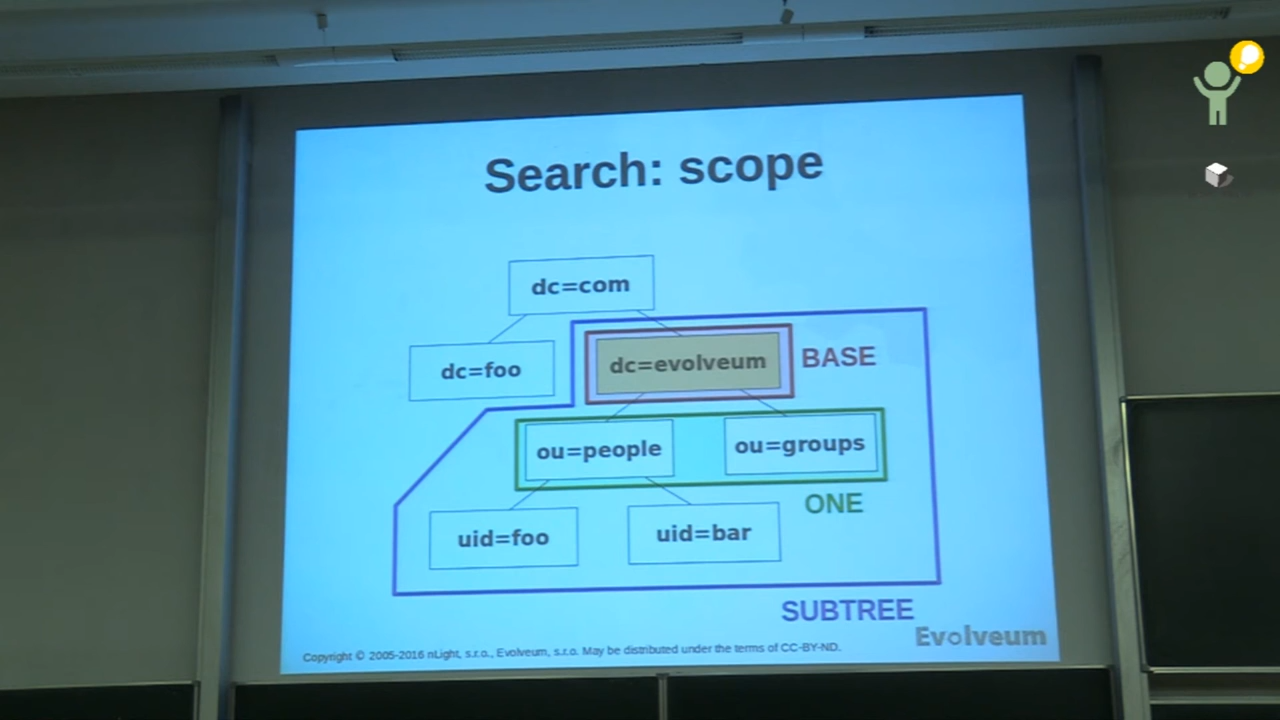 Search: scope
dc=com
dc=foo
dc=evolveum
BASE
ou=people
ou=groups
ONE
uid=foo
uid=bar
SUBTREE
Evolveum
Copyright © 2005-2016 nLight, s.r.o., Evolveum, s.r.o. May be distributed under the terms of CC-BY-ND.